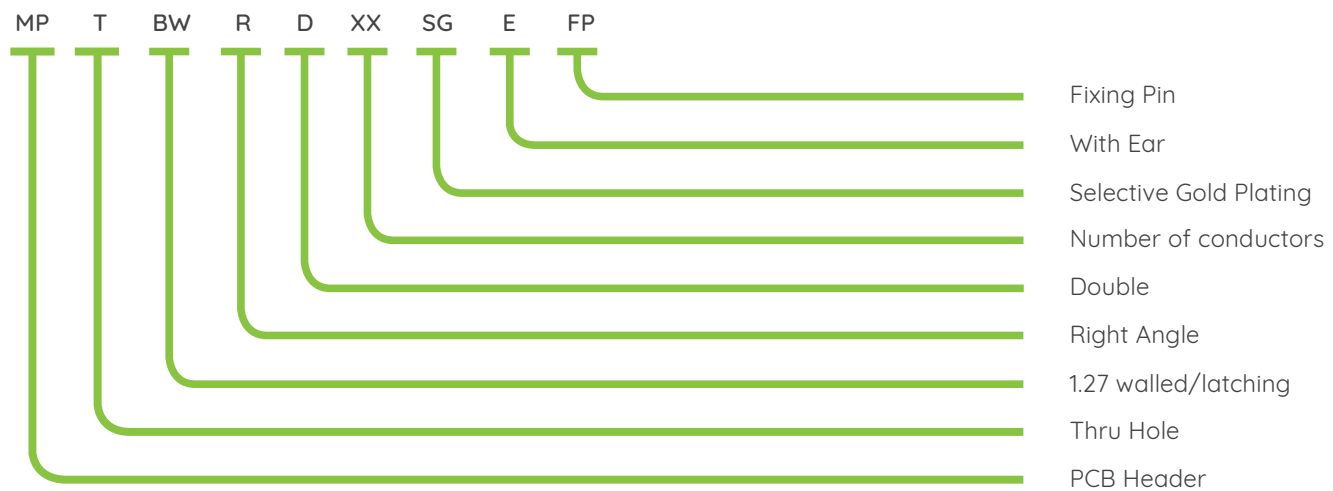 MP T BW R D XX SG E FP
Fixing Pin
With Ear
Selective Gold Plating
Number of conductors
Double
Right Angle
1.27 walled/latching
Thru Hole
PCB Header